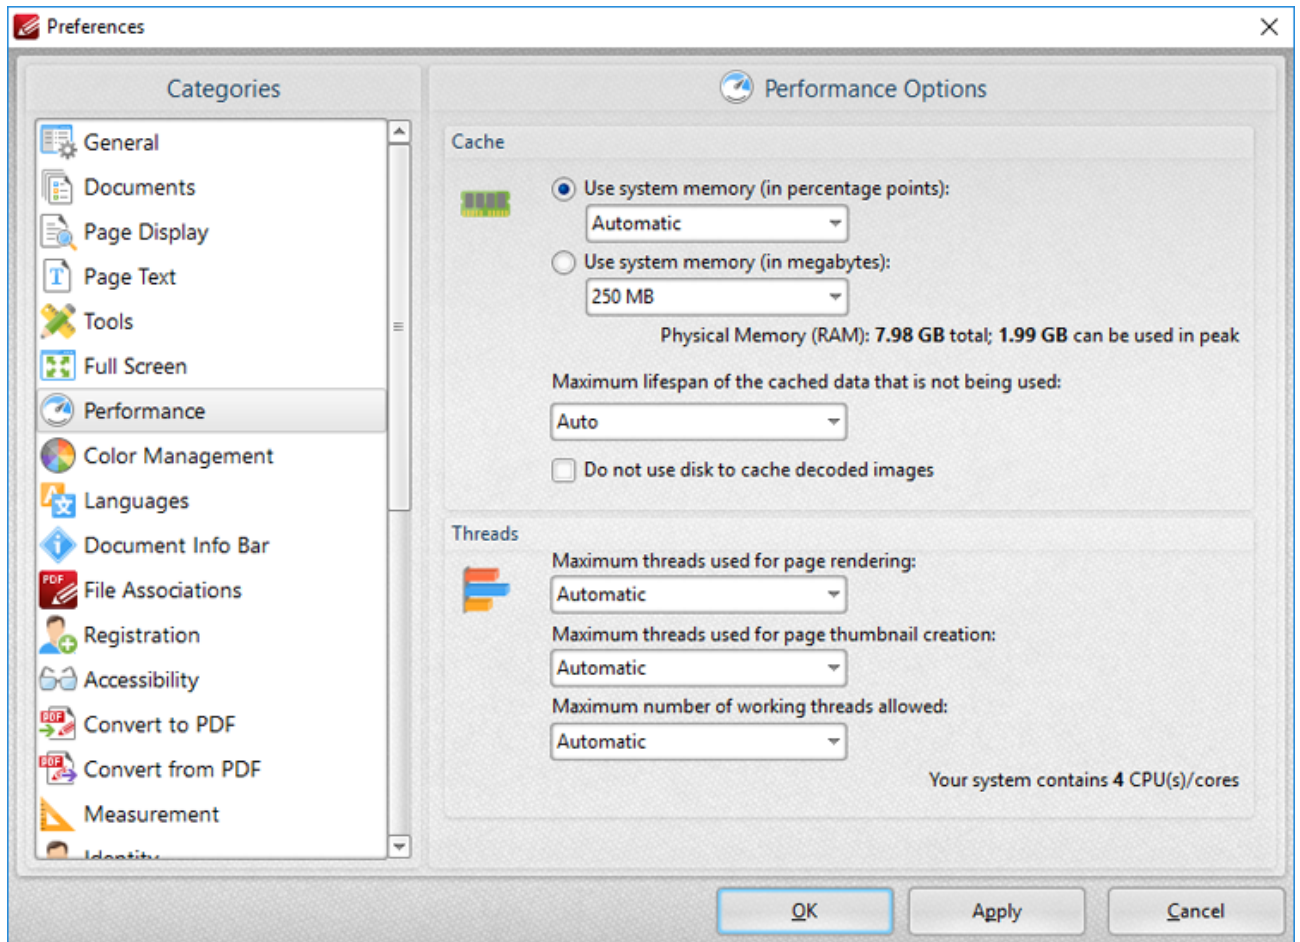 Preferences
Categories
General
Documents
Page Display
Page Text
Tools
Full Screen
Performance
Color Management
Languages
Document Info Bar
File Associations
Registration
Accessibility
Convert to PDF
Convert from PDF
Measurement
Identity
Performance Options
Cache
Use system memory (in percentage points):
Automatic
Use system memory (in megabytes):
250 MB
Physical Memory (RAM): 7.98 GB total; 1.99 GB can be used in peak
Maximum lifespan of the cached data that is not being used:
Auto
Do not use disk to cache decoded images
Threads
Maximum threads used for page rendering:
Automatic
Maximum threads used for page thumbnail creation:
Automatic
Maximum number of working threads allowed:
Automatic
Your system contains 4 CPU(s)/cores
OK
Apply
Cancel